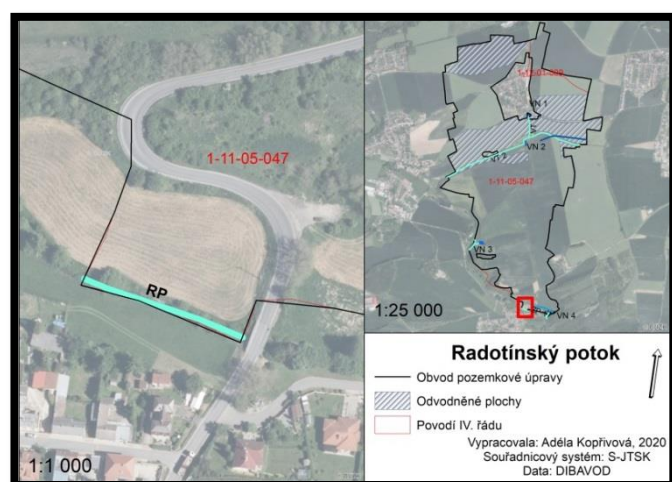 1-11-05-047
RP
1:1 000
VN 1
VN 2
1-11-05-047
VN 3
VN 4
1:25 000
Radotínský potok
Obvod pozemkové úpravy
Odvodněné plochy
Povodí IV. řádu
Vypracovala: Adéla Kopřivová, 2020
Souřadnicový systém: S-JTSK
Data: DIBAVOD